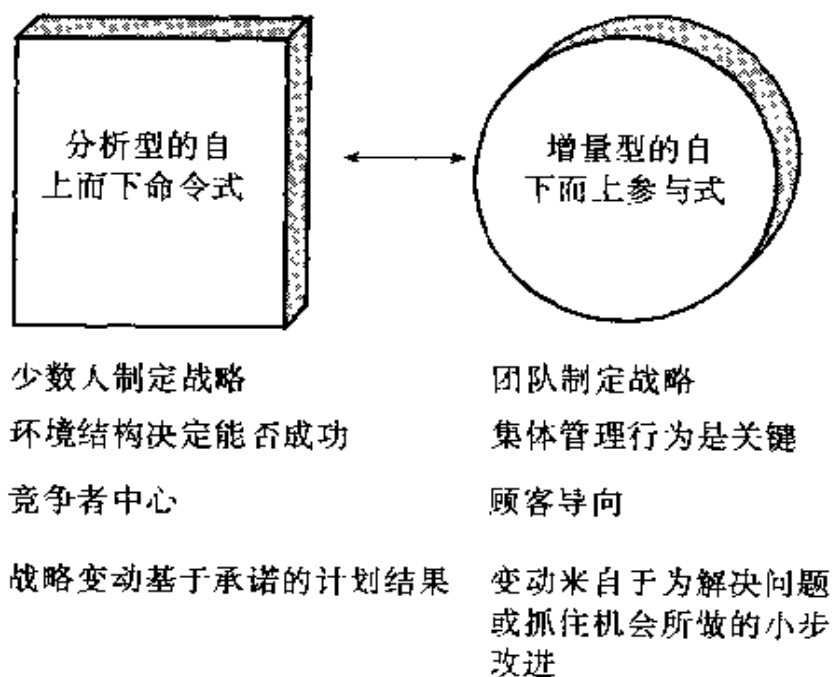 分析型的自
上而下命令式
增量型的自
下而上参与式
少数人制定战略
环境结构决定能否成功
竞争者中心
战略变动基于承诺的计划结果
团队制定战略
集体管理行为是关键
顾客导向
变动来自于为解决问题
或抓住机会所做的小步
改进